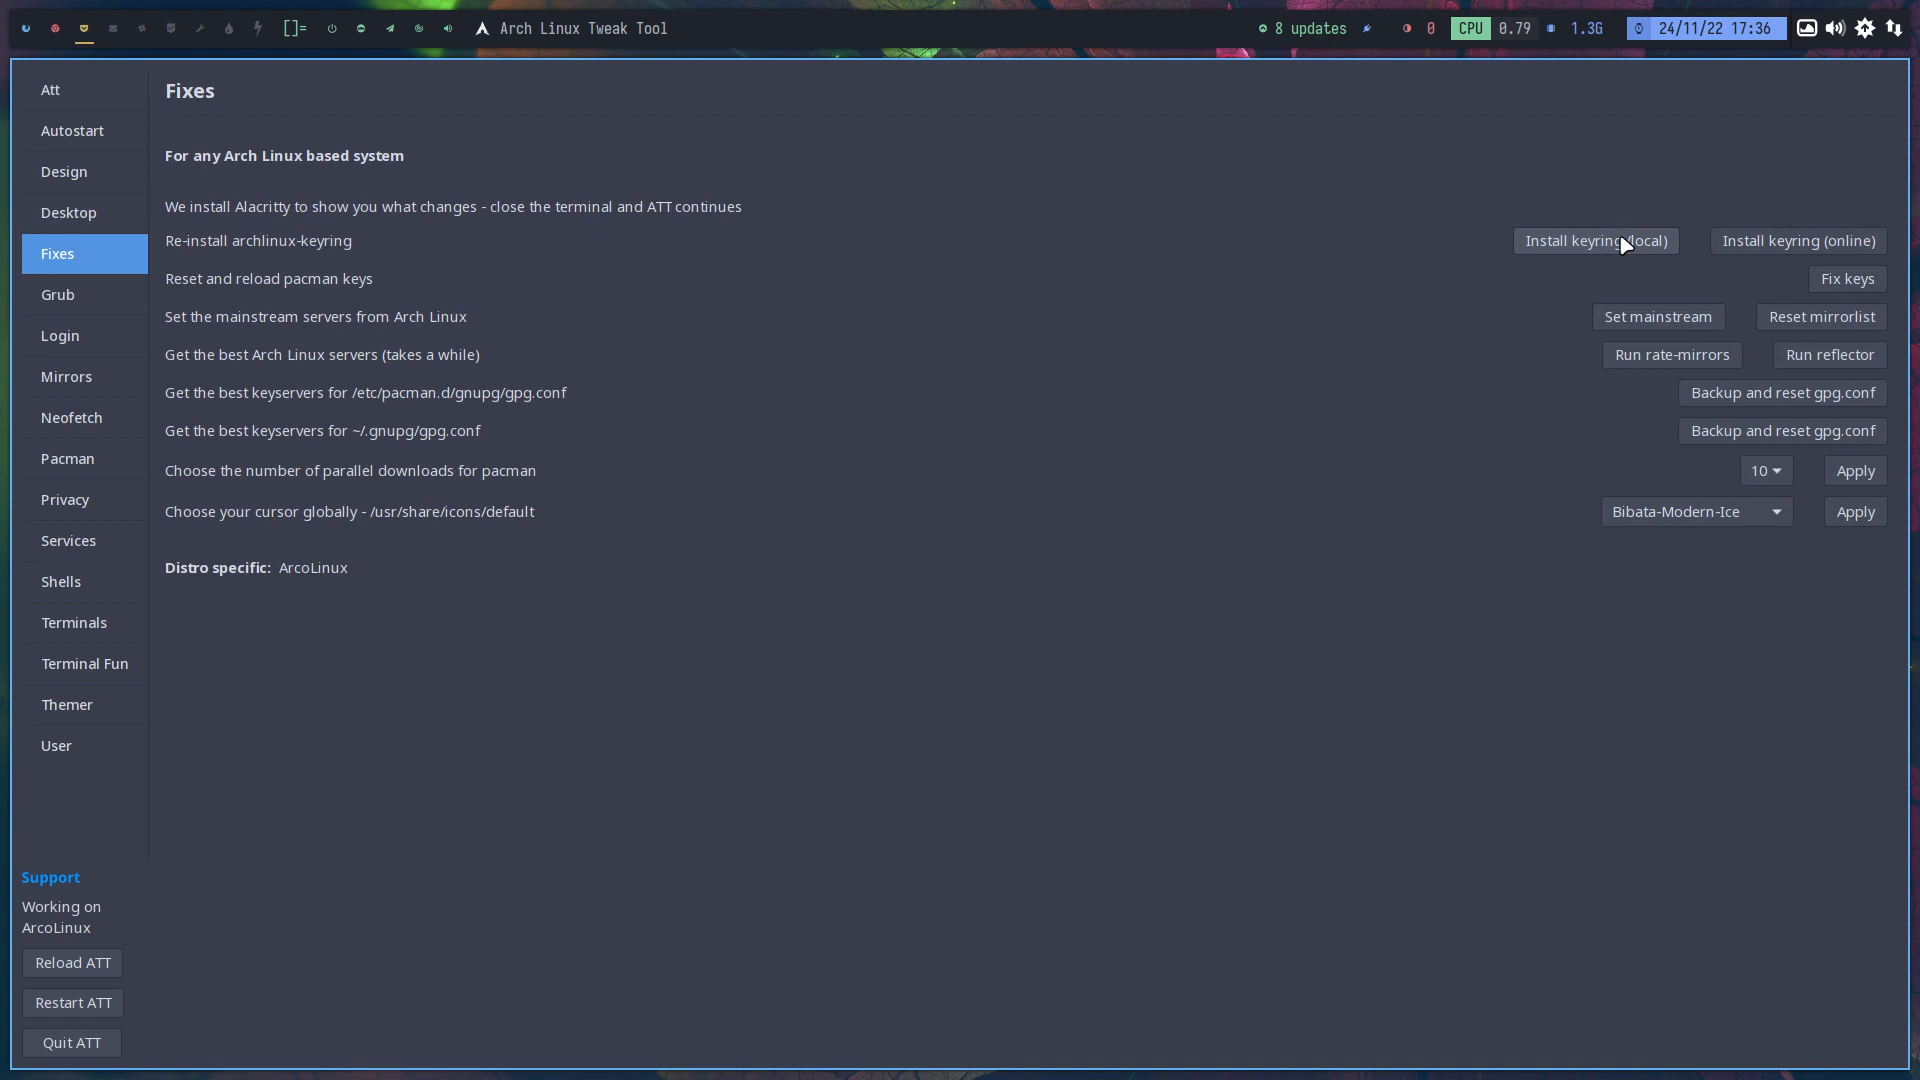 []= Arch Linux Tweak Tool 8 updates 0 CPU 0.79 1.3G 24/11/22 17:36
Att
Autostart
Design
Desktop
Fixes
Grub
Login
Mirrors
Neofetch
Pacman
Privacy
Services
Shells
Terminals
Terminal Fun
Themer
User
Support
Working on
ArcoLinux
Reload ATT
Restart ATT
Quit ATT
Fixes
For any Arch Linux based system
We install Alacritty to show you what changes - close the terminal and ATT continues
Re-install archlinux-keyring Install keyring (local) Install keyring (online)
Reset and reload pacman keys Fix keys
Set the mainstream servers from Arch Linux Set mainstream Reset mirrorlist
Get the best Arch Linux servers (takes a while) Run rate-mirrors Run reflector
Get the best keyservers for /etc/pacman.d/gnupg/gpg.conf Backup and reset gpg.conf
Get the best keyservers for ~/.gnupg/gpg.conf Backup and reset gpg.conf
Choose the number of parallel downloads for pacman 10 Apply
Choose your cursor globally - /usr/share/icons/default Bibata-Modern-Ice Apply
Distro specific: ArcoLinux